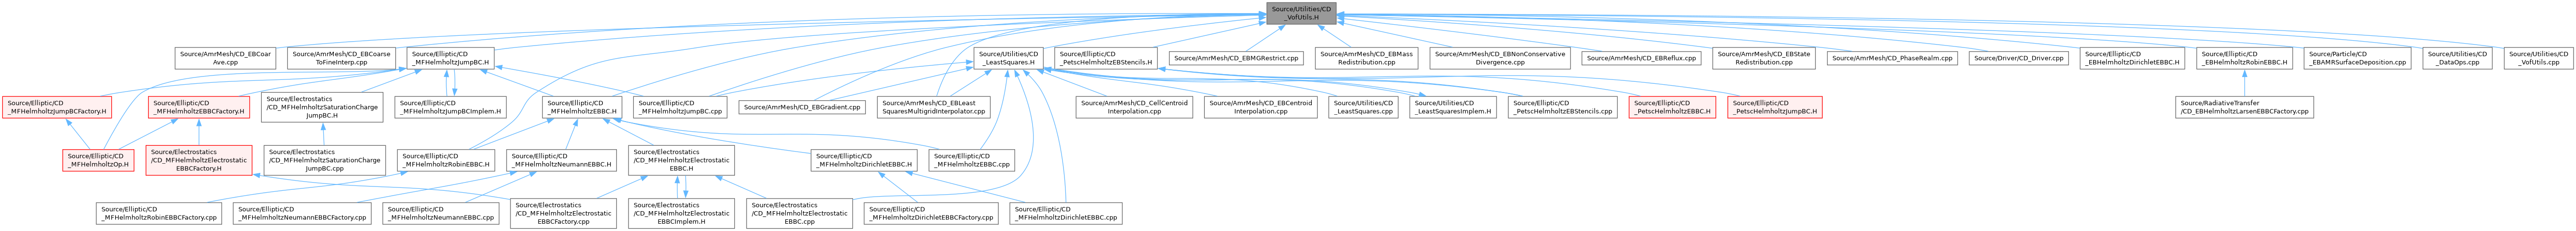 Source/Utilities/CD
_VofUtils.H
Source/AmrMesh/CD_EBCoar
Ave.cpp
Source/AmrMesh/CD_EBCoarse
ToFineInterp.cpp
Source/Elliptic/CD
_MFHelmholtzJumpBC.H
Source/Utilities/CD
_LeastSquares.H
Source/Elliptic/CD
_PetscHelmholtzEBStencils.H
Source/AmrMesh/CD_EBMGRestrict.cpp
Source/AmrMesh/CD_EBMass
Redistribution.cpp
Source/AmrMesh/CD_EBNonConservative
Divergence.cpp
Source/AmrMesh/CD_EBReflux.cpp
Source/AmrMesh/CD_EBState
Redistribution.cpp
Source/AmrMesh/CD_PhaseRealm.cpp
Source/Driver/CD_Driver.cpp
Source/Elliptic/CD
_EBHelmholtzDirichletEBBC.H
Source/Elliptic/CD
_EBHelmholtzRobinEBBC.H
Source/Particle/CD
_EBAMRSurfaceDeposition.cpp
Source/Utilities/CD
_DataOps.cpp
Source/Utilities/CD
_VofUtils.cpp
Source/Elliptic/CD
_MFHelmholtzJumpBCFactory.H
Source/Elliptic/CD
_MFHelmholtzEBBCFactory.H
Source/Electrostatics
/CD_MFHelmholtzSaturationCharge
JumpBC.H
Source/Elliptic/CD
_MFHelmholtzJumpBCImplem.H
Source/Elliptic/CD
_MFHelmholtzEBBC.H
Source/Elliptic/CD
_MFHelmholtzJumpBC.cpp
Source/AmrMesh/CD_EBGradient.cpp
Source/AmrMesh/CD_EBLeast
SquaresMultigridInterpolator.cpp
Source/AmrMesh/CD_CellCentroid
Interpolation.cpp
Source/AmrMesh/CD_EBCentroid
Interpolation.cpp
Source/Utilities/CD
_LeastSquares.cpp
Source/Utilities/CD
_LeastSquaresImplem.H
Source/Elliptic/CD
_PetscHelmholtzEBStencils.cpp
Source/Elliptic/CD
_PetscHelmholtzEBBC.H
Source/Elliptic/CD
_PetscHelmholtzJumpBC.H
Source/RadiativeTransfer
/CD_EBHelmholtzLarsenEBBCFactory.cpp
Source/Elliptic/CD
_MFHelmholtzOp.H
Source/Electrostatics
/CD_MFHelmholtzElectrostatic
EBBCFactory.H
Source/Electrostatics
/CD_MFHelmholtzSaturationCharge
JumpBC.cpp
Source/Elliptic/CD
_MFHelmholtzRobinEBBC.H
Source/Elliptic/CD
_MFHelmholtzNeumannEBBC.H
Source/Electrostatics
/CD_MFHelmholtzElectrostatic
EBBC.H
Source/Elliptic/CD
_MFHelmholtzDirichletEBBC.H
Source/Elliptic/CD
_MFHelmholtzEBBC.cpp
Source/Elliptic/CD
_MFHelmholtzRobinEBBCFactory.cpp
Source/Elliptic/CD
_MFHelmholtzNeumannEBBCFactory.cpp
Source/Elliptic/CD
_MFHelmholtzNeumannEBBC.cpp
Source/Electrostatics
/CD_MFHelmholtzElectrostatic
EBBCFactory.cpp
Source/Electrostatics
/CD_MFHelmholtzElectrostatic
EBBCImplem.H
Source/Electrostatics
/CD_MFHelmholtzElectrostatic
EBBC.cpp
Source/Elliptic/CD
_MFHelmholtzDirichletEBBCFactory.cpp
Source/Elliptic/CD
_MFHelmholtzDirichletEBBC.cpp